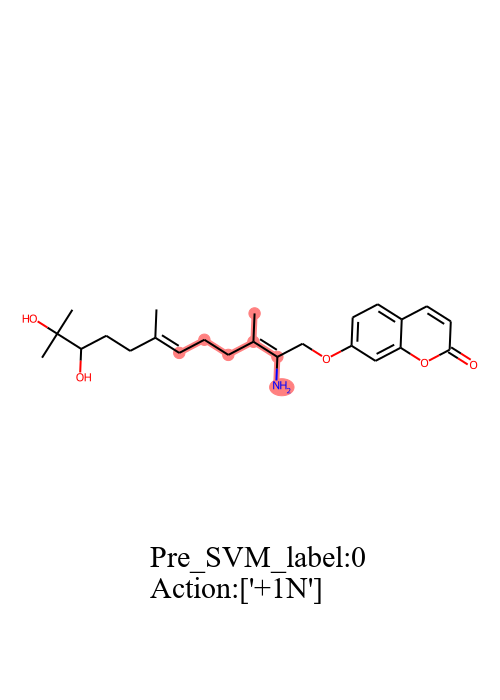 HO
OH
NH2
O
O
O
Pre_SVM_label:0
Action:['+1N']